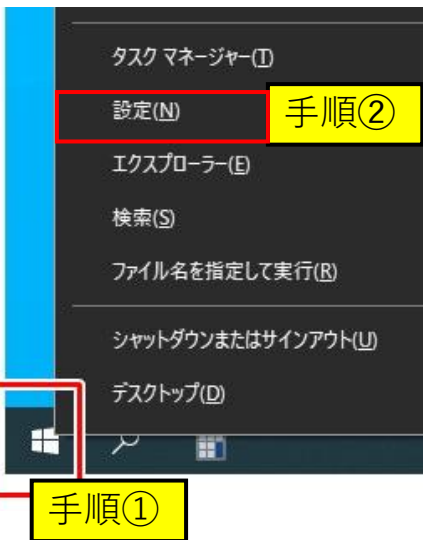 タスク マネージャー(T)
設定(N)
手順②
エクスプローラー(E)
検索(S)
ファイル名を指定して実行(R)
シャットダウンまたはサインアウト(U)
デスクトップ(D)
手順①